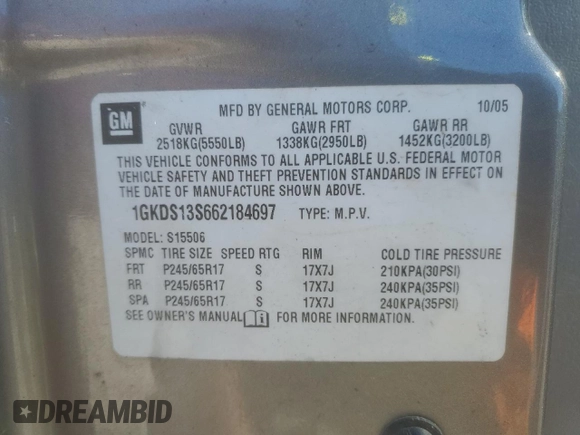 GM
MFD BY GENERAL MOTORS CORP. 10/05
GVWR GAWR FRT GAWR RR
2518KG(5550LB) 1338KG(2950LB) 1452KG(3200LB)
THIS VEHICLE CONFORMS TO ALL APPLICABLE U.S. FEDERAL MOTOR
VEHICLE SAFETY AND THEFT PREVENTION STANDARDS IN EFFECT ON
THE DATE OF MANUFACTURE SHOWN ABOVE.
1GKDS13S662184697 TYPE: M.P.V.
MODEL: S15506
SPMC TIRE SIZE SPEED RTG RIM COLD TIRE PRESSURE
FRT P245/65R17 S 17X7J 210KPA(30PSI)
RR P245/65R17 S 17X7J 240KPA(35PSI)
SPA P245/65R17 S 17X7J 240KPA(35PSI)
SEE OWNER'S MANUAL FOR MORE INFORMATION.
DREAMBID